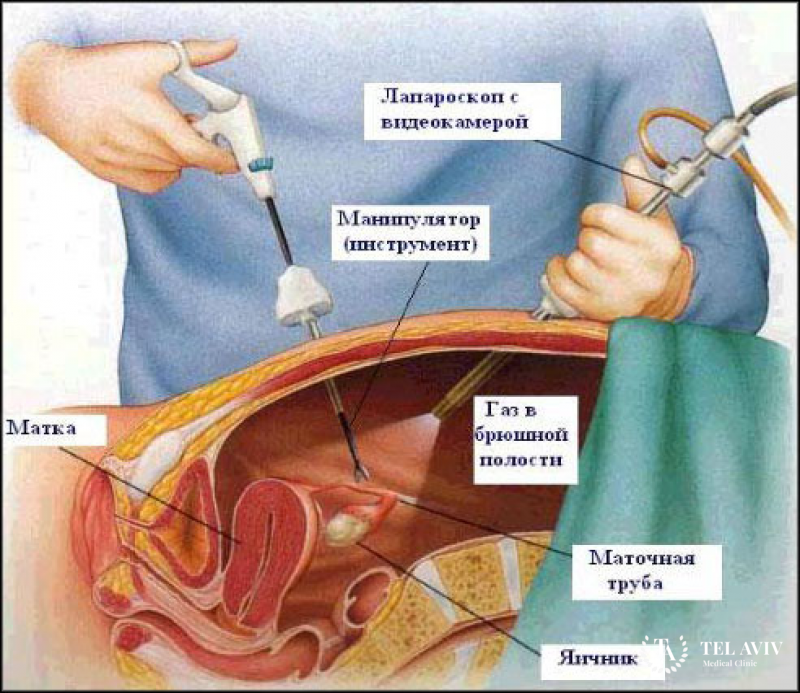 Лапароскоп с
видеокамерой
Манипулятор
(инструмент)
Газ в
брюшной
полости
Матка
Маточная
труба
Яичник
TEL AVIV
Medical Clinic